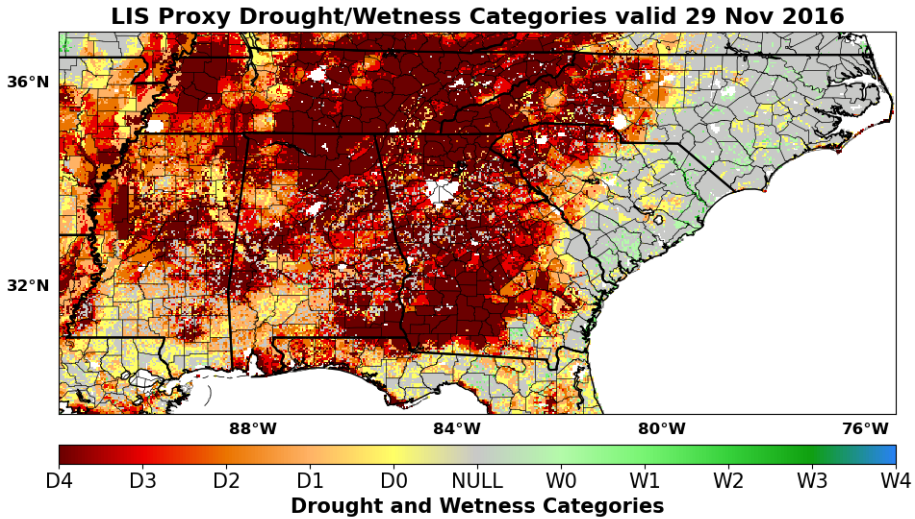 LIS Proxy Drought/Wetness Categories valid 29 Nov 2016
36°N
32°N
88°W 84°W 80°W 76°W
D4 D3 D2 D1 D0 NULL W0 W1 W2 W3 W4
Drought and Wetness Categories